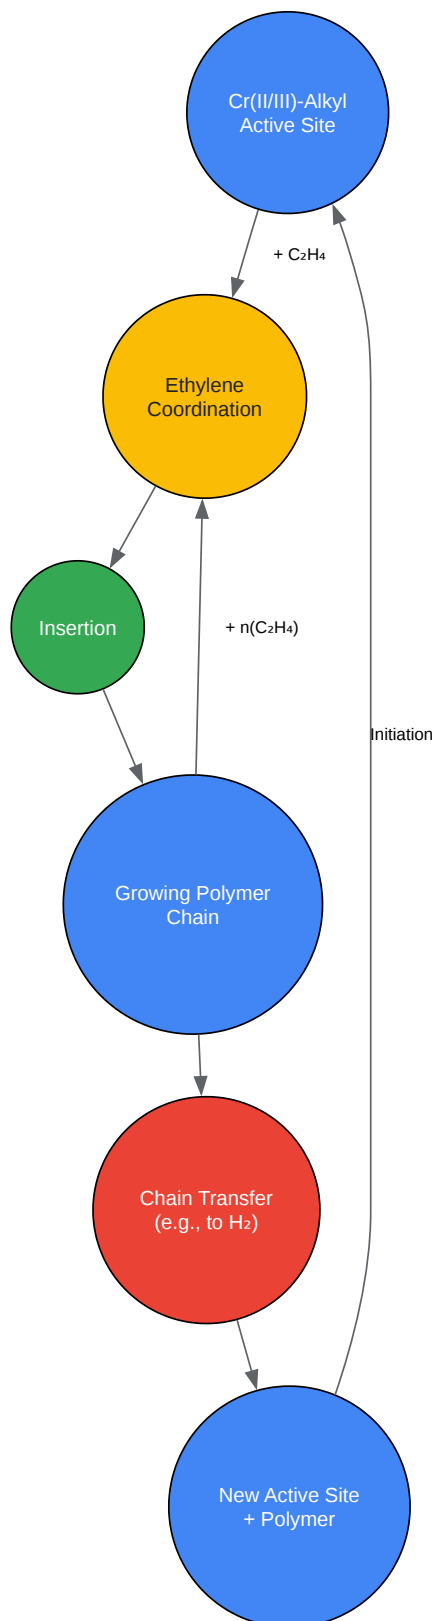 Cr(II/III)-Alkyl
Active Site
+ C₂H₄
Ethylene
Coordination
Insertion
+ n(C₂H₄)
Initiation
Growing Polymer
Chain
Chain Transfer
(e.g., to H₂)
New Active Site
+ Polymer